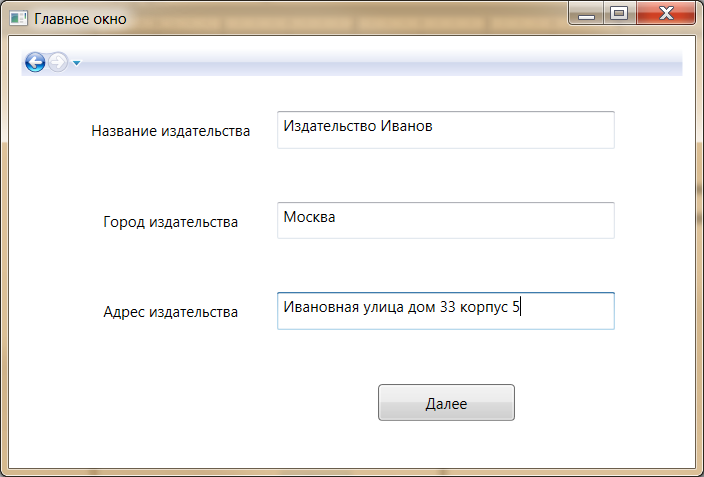 Главное окно
Название издательства
Издательство Иванов
Город издательства
Москва
Адрес издательства
Ивановная улица дом 33 корпус 5
Далее